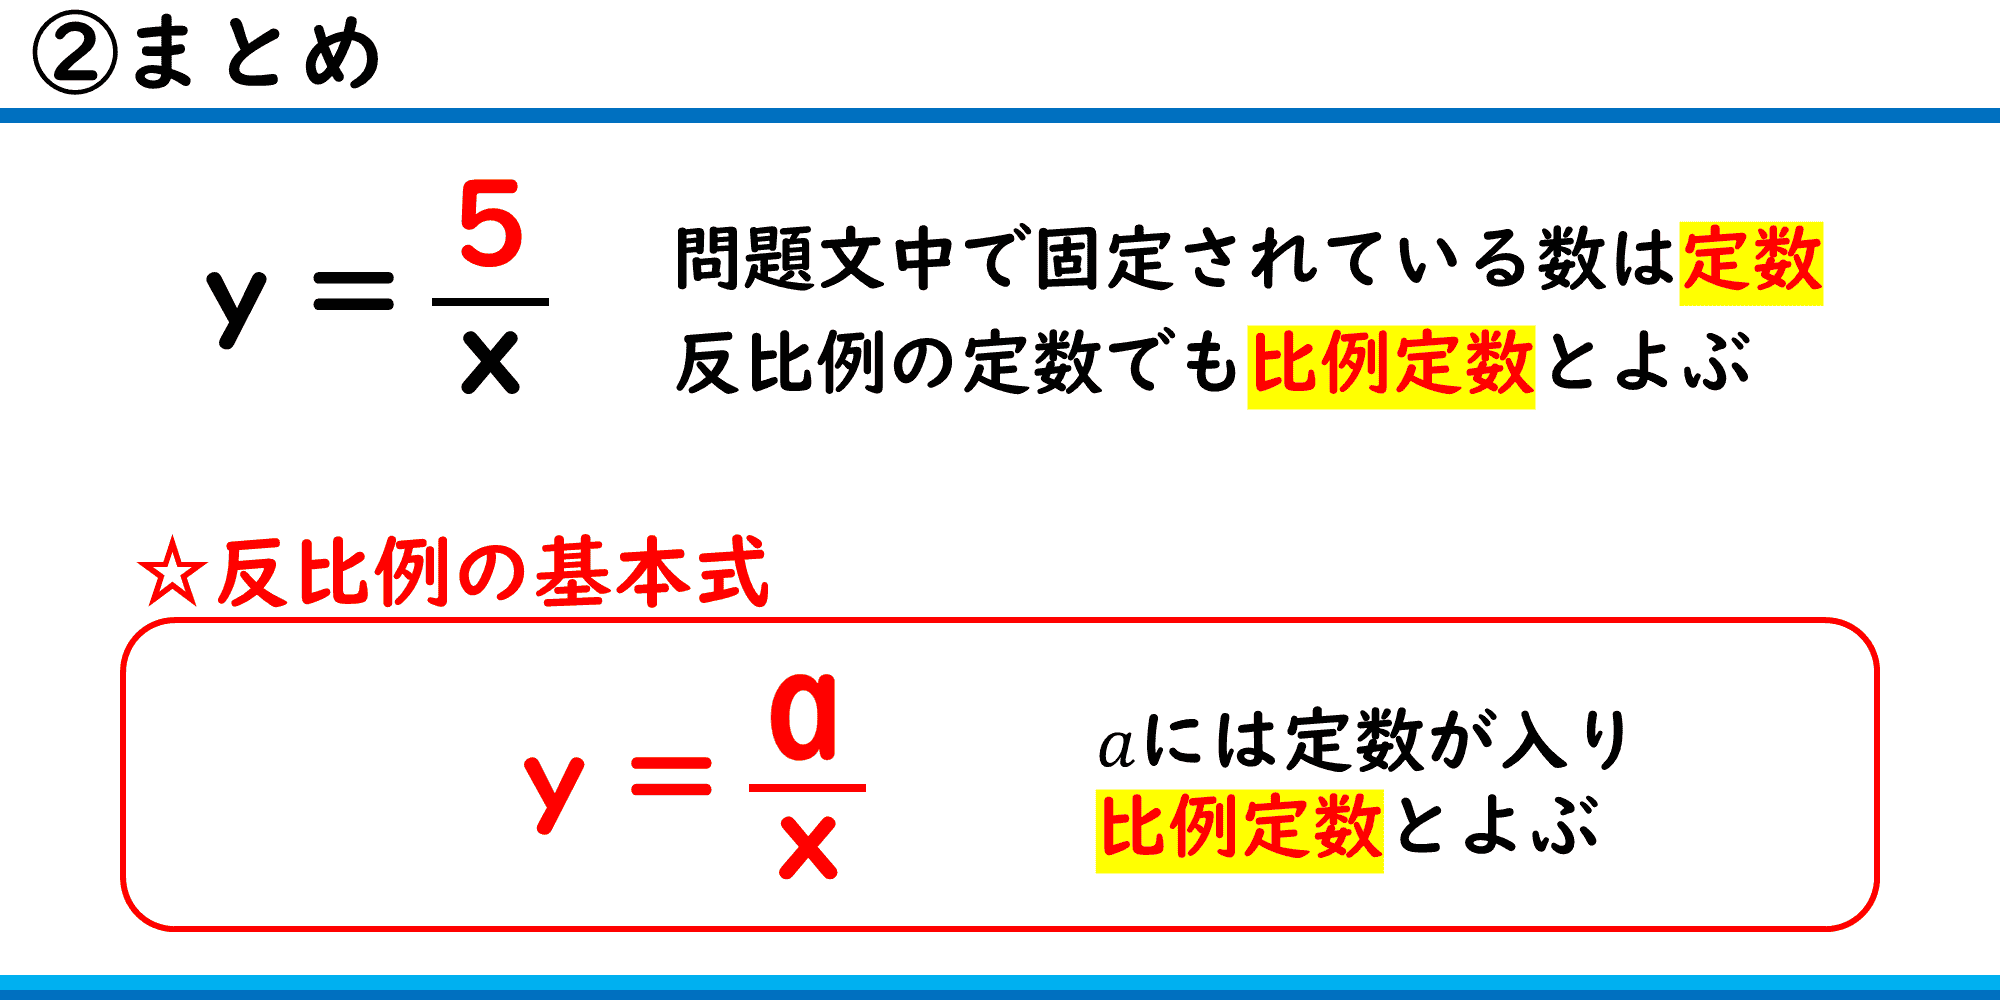 ②まとめ
y = 5/x
問題文中で固定されている数は定数
反比例の定数でも比例定数とよぶ
☆反比例の基本式
y = a/x
aには定数が入り
比例定数とよぶ